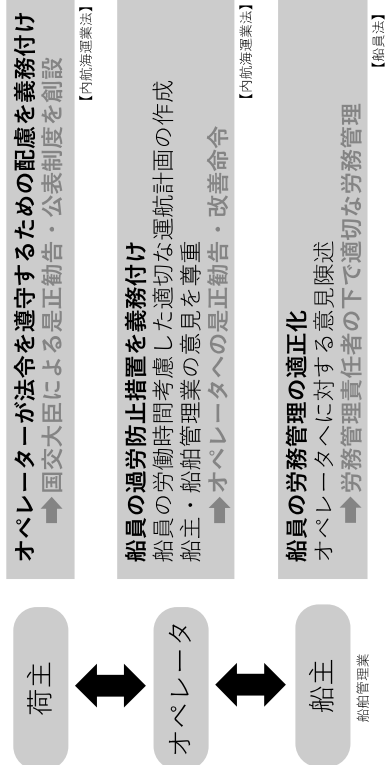 荷主
オペレーターが法令を遵守するための配慮を義務付け
➡国交大臣による是正勧告・公表制度を創設
【内航海運業法】
オペレータ
船員の過労防止措置を義務付け
船員の労働時間考慮した適切な運航計画の作成
船主・船舶管理業の意見を尊重
➡オペレータへの是正勧告・改善命令
【内航海運業法】
船主
船舶管理業
船員の労務管理の適正化
オペレータへに対する意見陳述
➡労務管理責任者の下で適切な労務管理
【船員法】